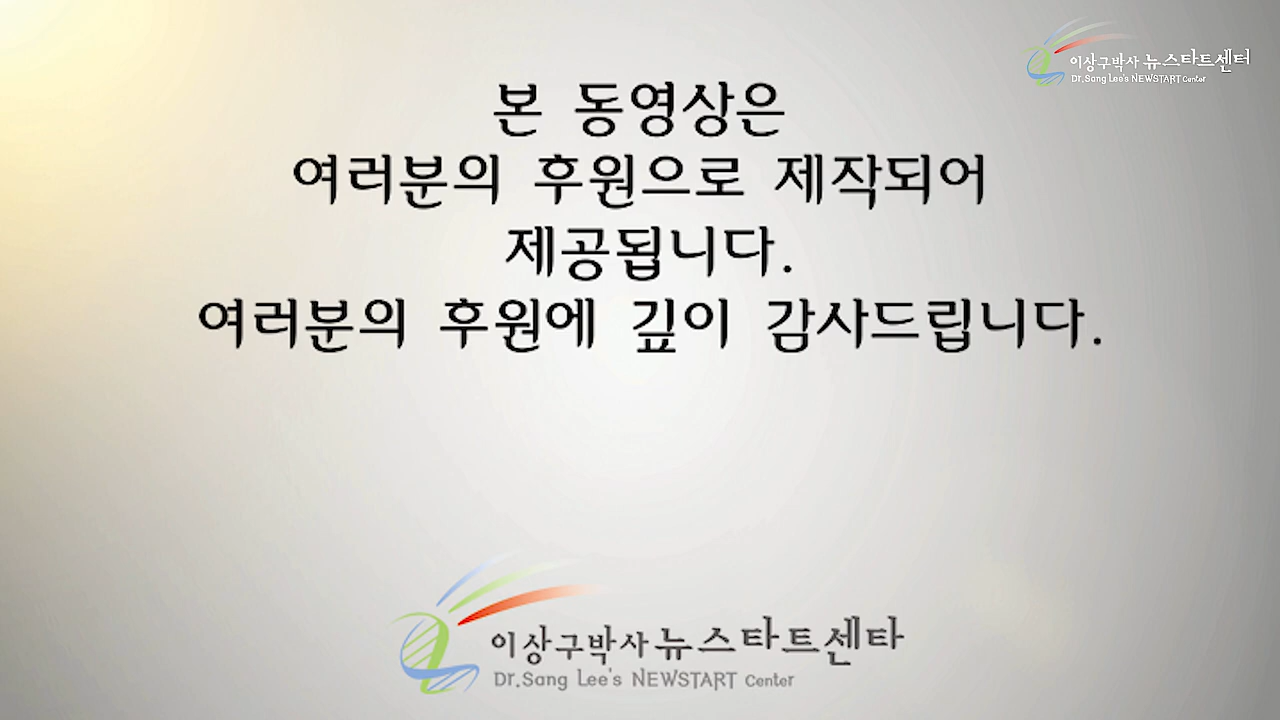 이상구박사 뉴스타트센터
Dr.Sang Lee's NEWSTART Center
본 동영상은
여러분의 후원으로 제작되어
제공됩니다.
여러분의 후원에 깊이 감사드립니다.
이상구박사 뉴스타트센타
Dr.Sang Lee's NEWSTART Center